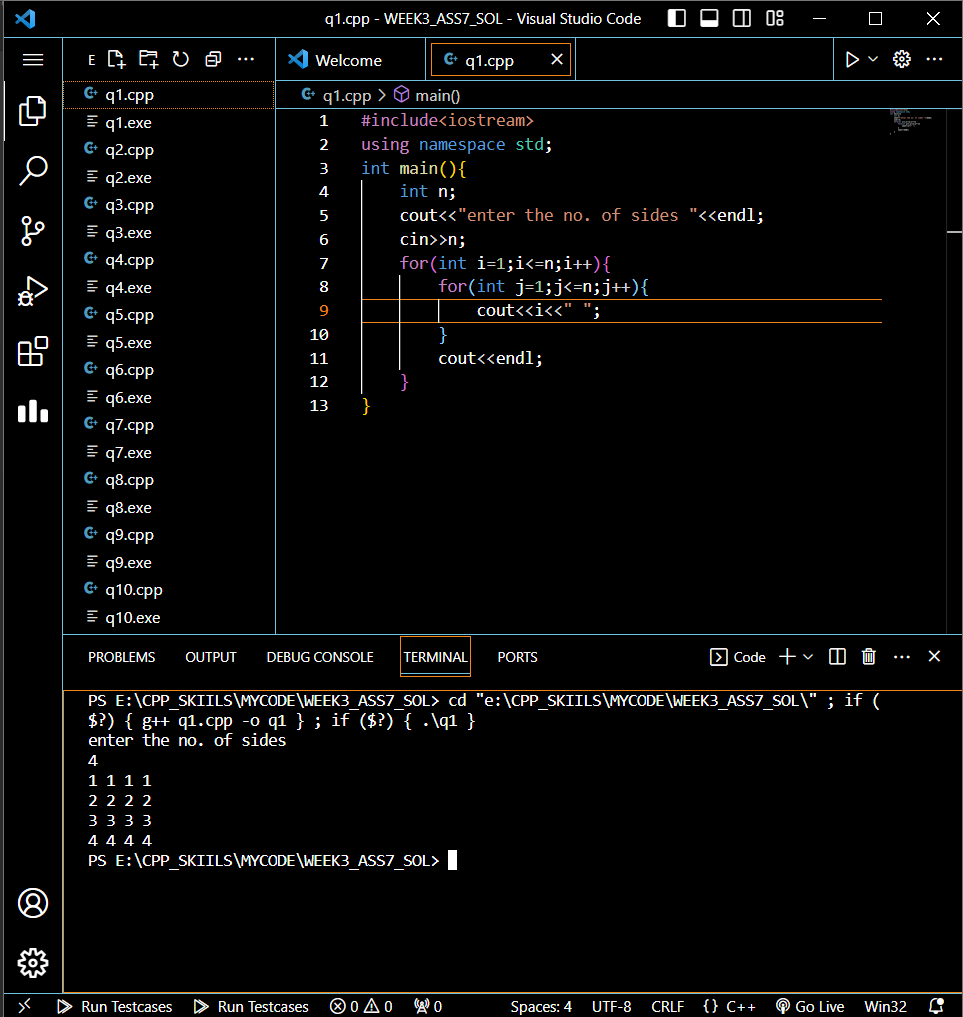 q1.cpp - WEEK3_ASS7_SOL - Visual Studio Code
E
Welcome
q1.cpp
q1.cpp > main()
q1.cpp
q1.exe
q2.cpp
q2.exe
q3.cpp
q3.exe
q4.cpp
q4.exe
q5.cpp
q5.exe
q6.cpp
q6.exe
q7.cpp
q7.exe
q8.cpp
q8.exe
q9.cpp
q9.exe
q10.cpp
q10.exe
1 #include<iostream>
2 using namespace std;
3 int main(){
4 int n;
5 cout<<"enter the no. of sides "<<endl;
6 cin>>n;
7 for(int i=1;i<=n;i++){
8 for(int j=1;j<=n;j++){
9 cout<<i<<" ";
10 }
11 cout<<endl;
12 }
13 }
PROBLEMS OUTPUT DEBUG CONSOLE TERMINAL PORTS Code
PS E:\CPP_SKIILS\MYCODE\WEEK3_ASS7_SOL> cd "e:\CPP_SKIILS\MYCODE\WEEK3_ASS7_SOL\" ; if (
$?) { g++ q1.cpp -o q1 } ; if ($?) { .\q1 }
enter the no. of sides
4
1 1 1 1
2 2 2 2
3 3 3 3
4 4 4 4
PS E:\CPP_SKIILS\MYCODE\WEEK3_ASS7_SOL>
Run Testcases Run Testcases 0 0 0 Spaces: 4 UTF-8 CRLF {} C++ Go Live Win32